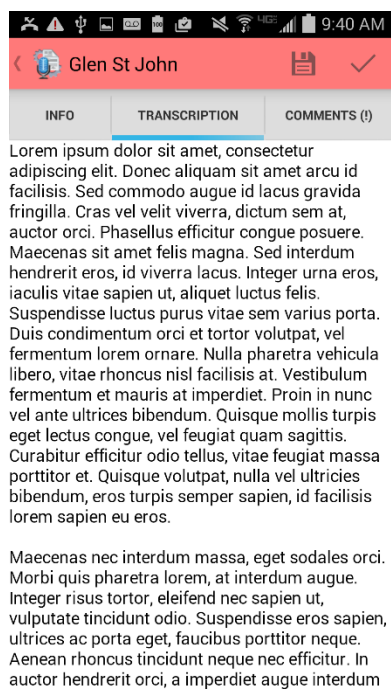 100
4G
9:40 AM
Glen St John
INFO
TRANSCRIPTION
COMMENTS (!)
Lorem ipsum dolor sit amet, consectetur
adipiscing elit. Donec aliquam sit amet arcu id
facilisis. Sed commodo augue id lacus gravida
fringilla. Cras vel velit viverra, dictum sem at,
auctor orci. Phasellus efficitur congue posuere.
Maecenas sit amet felis magna. Sed interdum
hendrerit eros, id viverra lacus. Integer urna eros,
iaculis vitae sapien ut, aliquet luctus felis.
Suspendisse luctus purus vitae sem varius porta.
Duis condimentum orci et tortor volutpat, vel
fermentum lorem ornare. Nulla pharetra vehicula
libero, vitae rhoncus nisl facilisis at. Vestibulum
fermentum et mauris at imperdiet. Proin in nunc
vel ante ultrices bibendum. Quisque mollis turpis
eget lectus congue, vel feugiat quam sagittis.
Curabitur efficitur odio tellus, vitae feugiat massa
porttitor et. Quisque volutpat, nulla vel ultricies
bibendum, eros turpis semper sapien, id facilisis
lorem sapien eu eros.
Maecenas nec interdum massa, eget sodales orci.
Morbi quis pharetra lorem, at interdum augue.
Integer risus tortor, eleifend nec sapien ut,
vulputate tincidunt odio. Suspendisse eros sapien,
ultrices ac porta eget, faucibus porttitor neque.
Aenean rhoncus tincidunt neque nec efficitur. In
auctor hendrerit orci, a imperdiet augue interdum